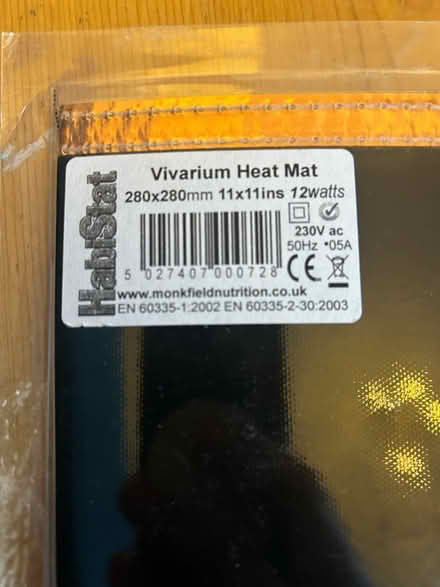 HabiStat
Vivarium Heat Mat
280x280mm 11x11ins 12watts
230V ac
50Hz •05A
CE
5 027407 000728
www.monkfieldnutrition.co.uk
EN 60335-1:2002 EN 60335-2-30:2003